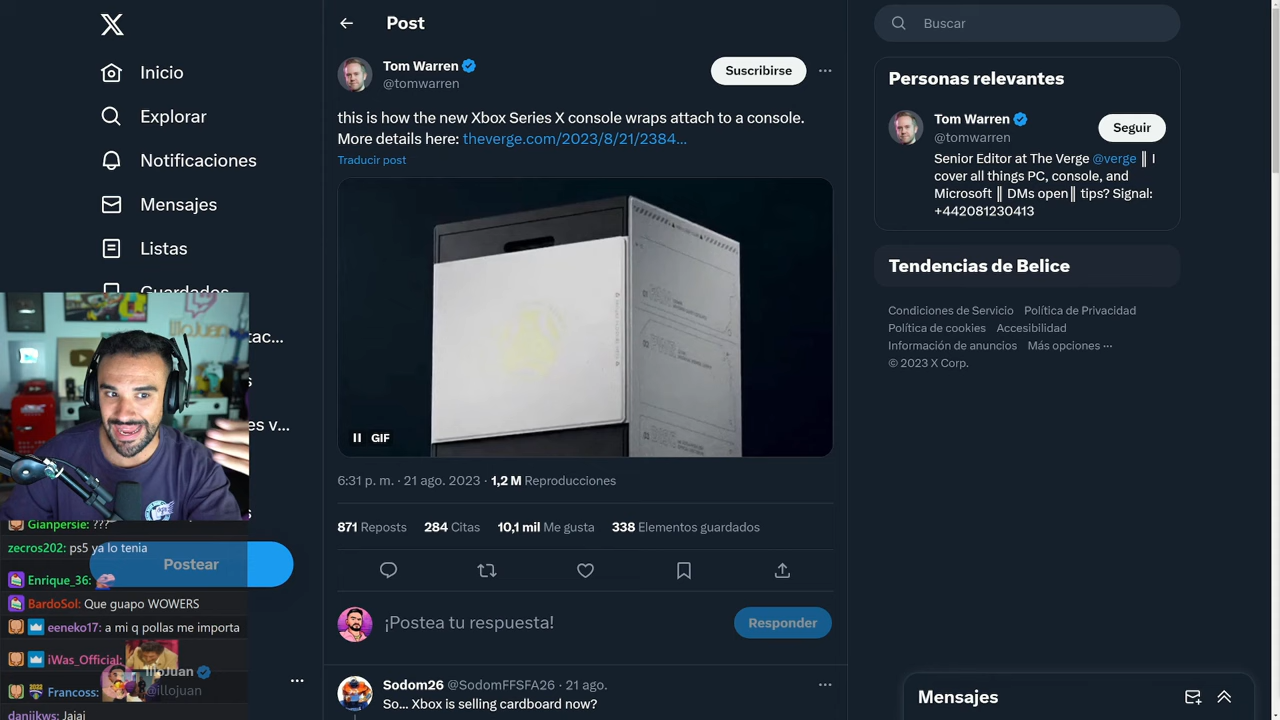 Inicio
Explorar
Notificaciones
Mensajes
Listas
Guardados
tac...
es v...
Postear
illoJuan
@illojuan
Gianpersie: ???
zecros202: ps5 ya lo tenia
Enrique_36:
BardoSol: Que guapo WOWERS
eeneko17: a mi q pollas me importa
iWas_Official:
Francoss:
daniikws: Jajaj
Post
Tom Warren
@tomwarren
Suscribirse
this is how the new Xbox Series X console wraps attach to a console.
More details here: theverge.com/2023/8/21/2384...
Traducir post
GIF
6:31 p. m. · 21 ago. 2023 · 1,2 M Reproducciones
871 Reposts 284 Citas 10,1 mil Me gusta 338 Elementos guardados
¡Postea tu respuesta!
Responder
Sodom26 @SodomFFSFA26 · 21 ago.
So... Xbox is selling cardboard now?
Buscar
Personas relevantes
Tom Warren
@tomwarren
Seguir
Senior Editor at The Verge @verge ║ I
cover all things PC, console, and
Microsoft ║ DMs open║ tips? Signal:
+442081230413
Tendencias de Belice
Condiciones de Servicio Política de Privacidad
Política de cookies Accesibilidad
Información de anuncios Más opciones ···
© 2023 X Corp.
Mensajes